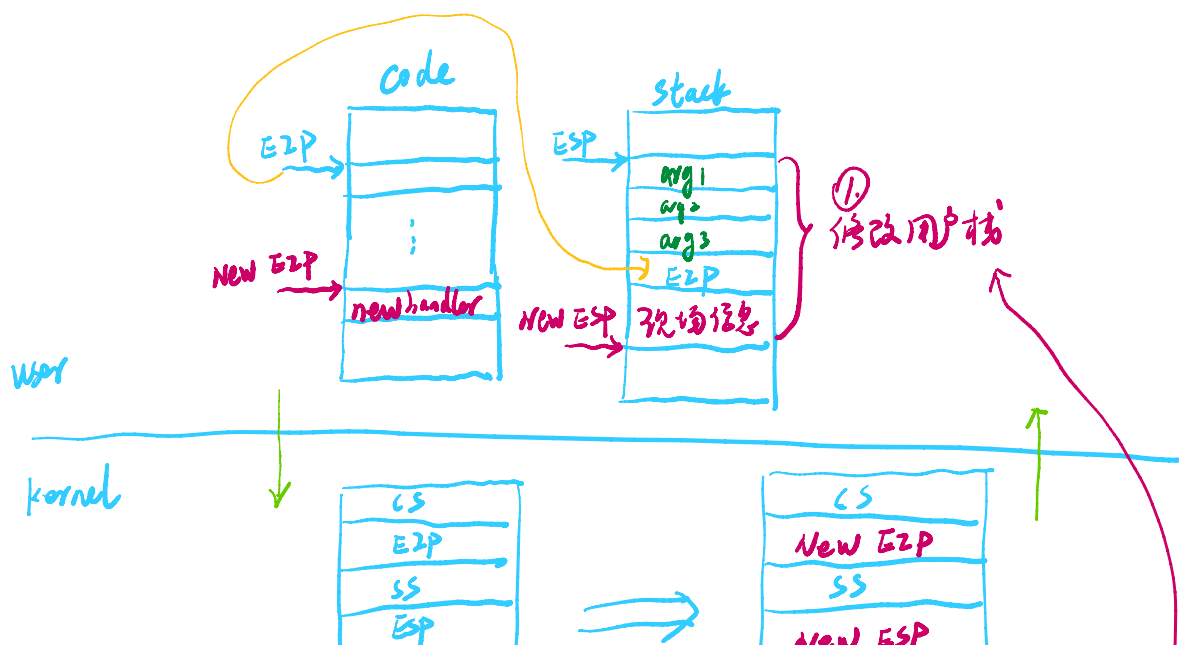 code
stack
EIP
ESP
arg1
arg2
arg3
EIP
①.
修改用户栈
New EIP
newhandler
New ESP
现场信息
user
kernel
CS
EIP
SS
ESP
CS
New EIP
SS
New ESP